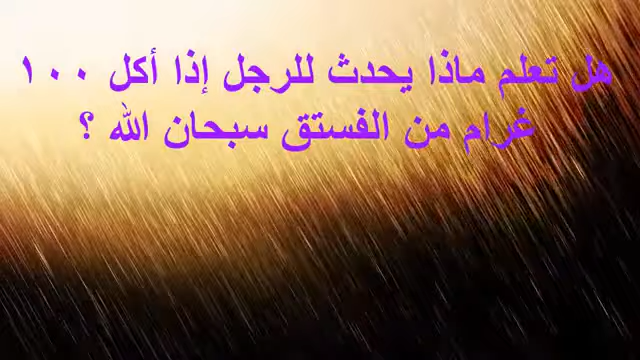 هل تعلم ماذا يحدث للرجل إذا أكل ١٠٠
غرام من الفستق سبحان الله ؟